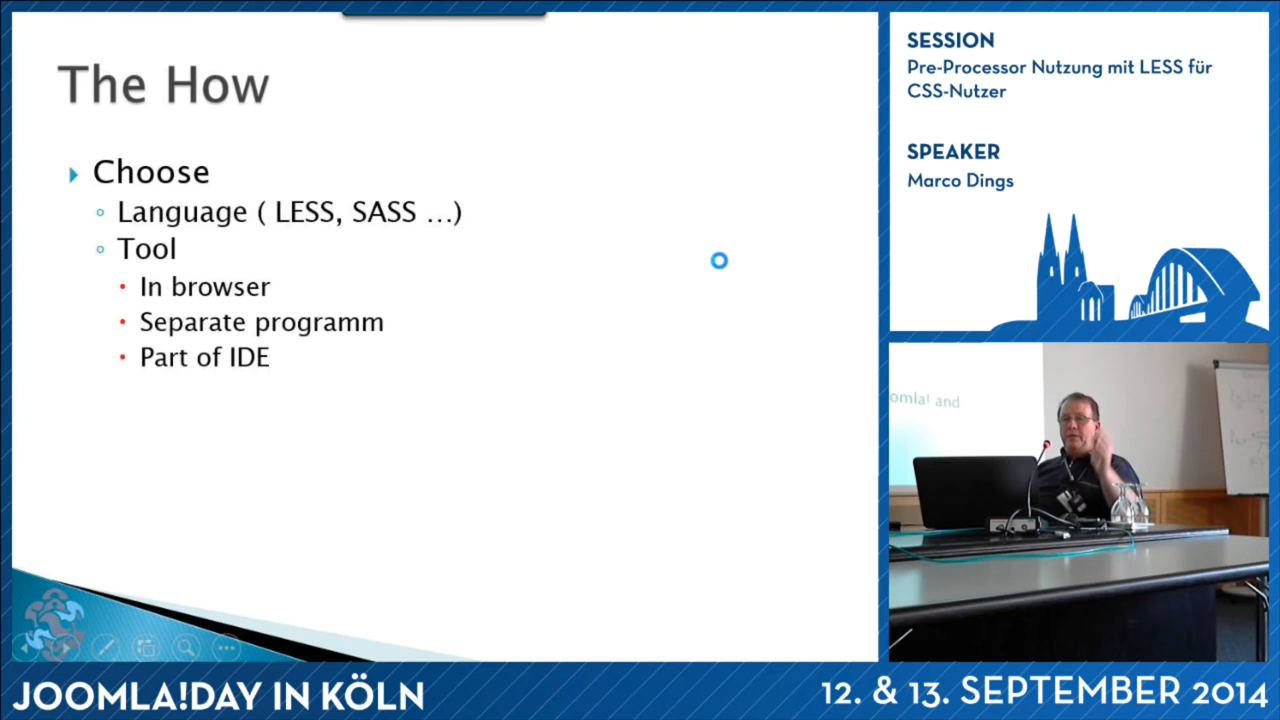 The How
Choose
Language ( LESS, SASS ...)
Tool
In browser
Separate programm
Part of IDE
SESSION
Pre-Processor Nutzung mit LESS für
CSS-Nutzer
SPEAKER
Marco Dings
omla! and
JOOMLA!DAY IN KÖLN
12. & 13. SEPTEMBER 2014